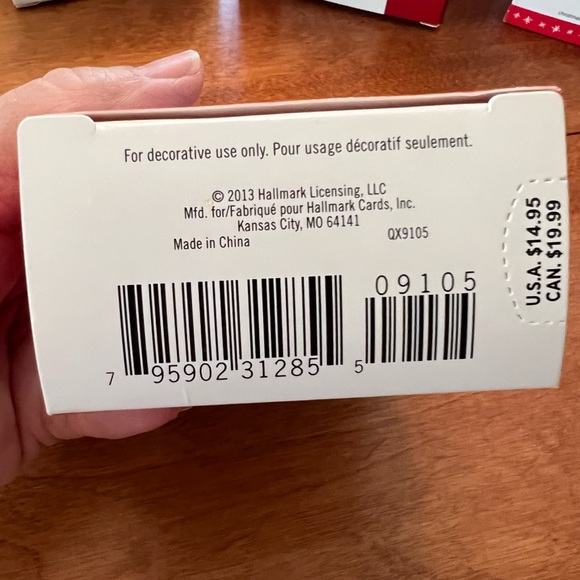 For decorative use only. Pour usage décoratif seulement.
© 2013 Hallmark Licensing, LLC
Mfd. for/Fabriqué pour Hallmark Cards, Inc.
Kansas City, MO 64141
Made in China
QX9105
09105
7 95902 31285 5
U.S.A. $14.95
CAN. $19.99